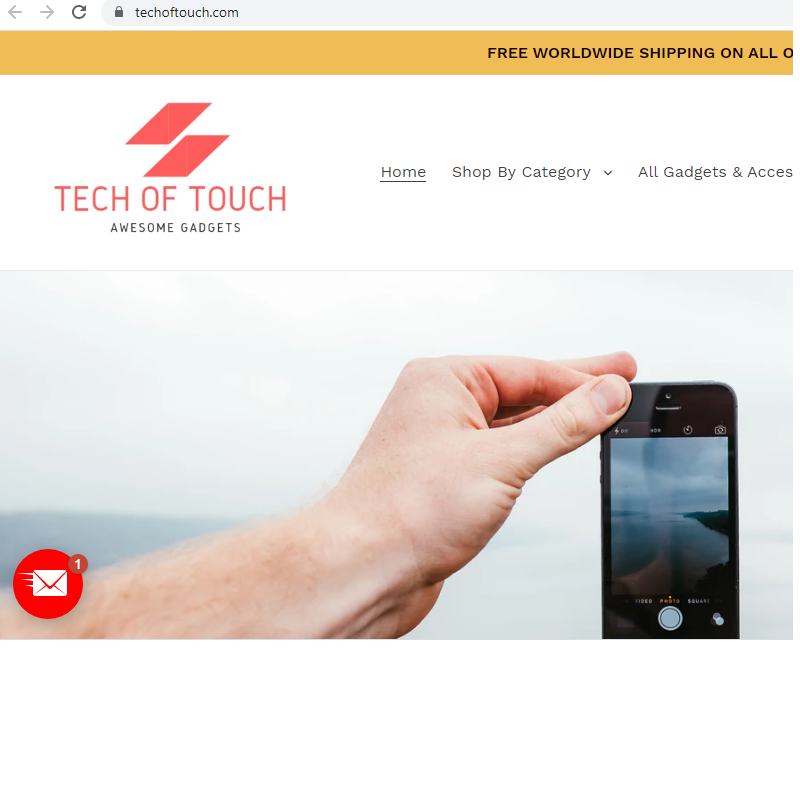 techoftouch.com
FREE WORLDWIDE SHIPPING ON ALL O
TECH OF TOUCH
AWESOME GADGETS
Home Shop By Category All Gadgets & Acces
1
VIDEO PHOTO SQUARE